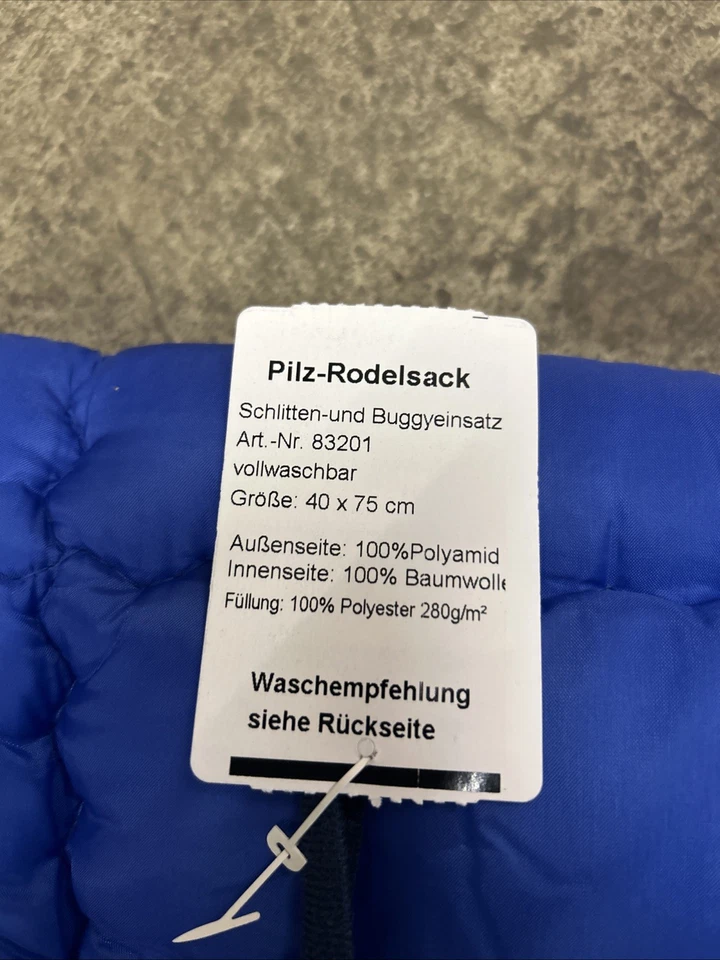 Pilz-Rodelsack
Schlitten-und Buggyeinsatz
Art.-Nr. 83201
vollwaschbar
Größe: 40 x 75 cm
Außenseite: 100%Polyamid
Innenseite: 100% Baumwolle
Füllung: 100% Polyester 280g/m²
Waschempfehlung
siehe Rückseite